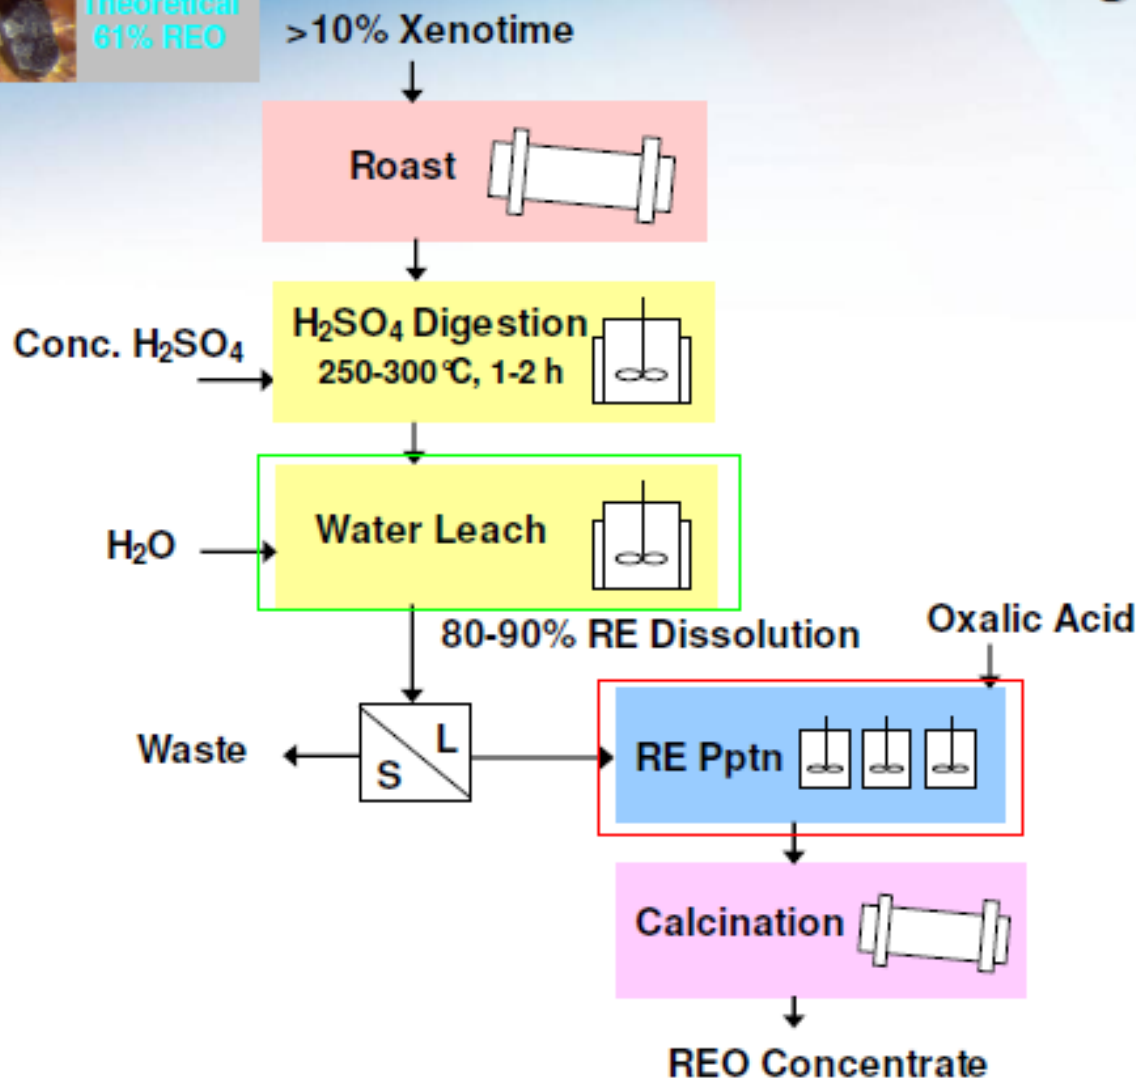 Theoretical
61% REO
>10% Xenotime
Roast
Conc. H₂SO₄
H₂SO₄ Digestion
250-300°C, 1-2 h
H₂O
Water Leach
80-90% RE Dissolution
Oxalic Acid
Waste
L
S
RE Pptn
Calcination
REO Concentrate